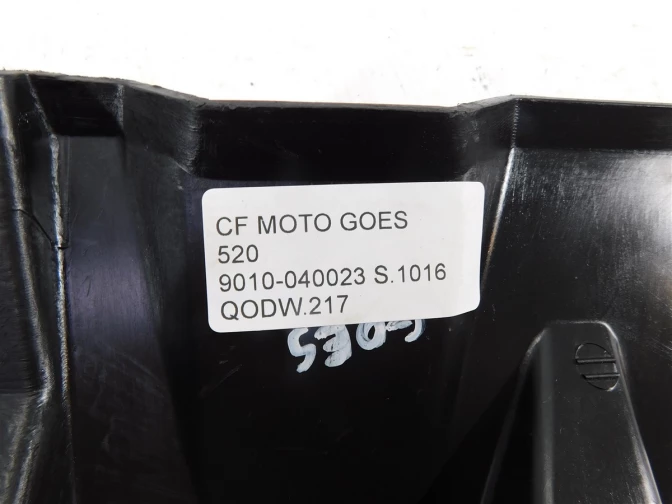 CF MOTO GOES
520
9010-040023 S.1016
QODW.217
GOES